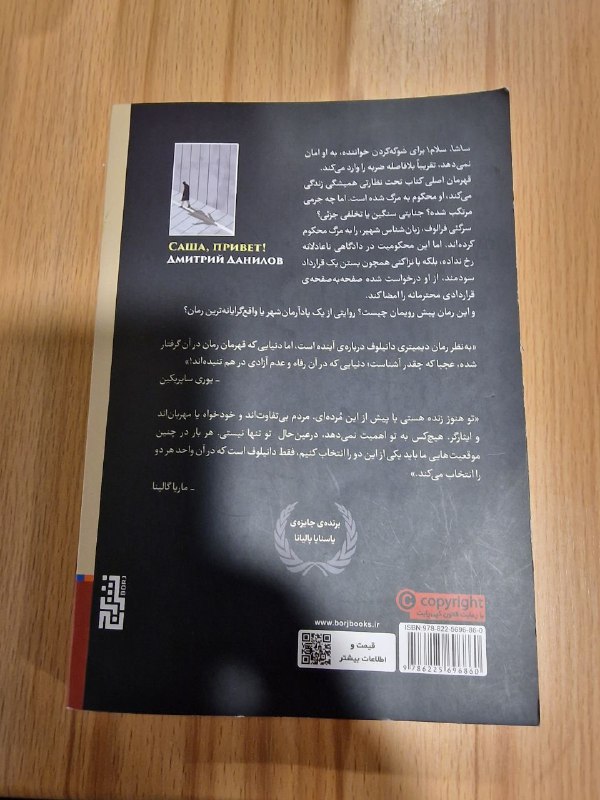 ساشا، سلام! برای شوکه‌کردن خواننده، به او امان
نمی‌دهد، تقریباً بلافاصله ضربه را وارد می‌کند.
قهرمان اصلی کتاب تحت نظارتی همیشگی زندگی
می‌کند، او محکوم به مرگ شده است. اما چه جرمی
مرتکب شده؟ جنایتی سنگین یا تخلفی جزئی؟
سرگئی فرالوف، زبان‌شناس شهیر، را به مرگ محکوم
کرده‌اند. اما این محکومیت در دادگاهی ناعادلانه
رخ نداده، بلکه با نزاکتی همچون بستن یک قرارداد
سودمند، از او درخواست شده صفحه‌به‌صفحه‌ی
قراردادی محترمانه را امضا کند.
و این رمان پیش رویمان چیست؟ روایتی از یک پادآرمان‌شهر یا واقع‌گرایانه‌ترین رمان؟
САША, ПРИВЕТ!
ДМИТРИЙ ДАНИЛОВ
«به‌نظر رمان دیمیتری دانیلوف درباره‌ی آینده است، اما دنیایی که قهرمان رمان در آن گرفتار
شده، عجبا که چقدر آشناست؛ دنیایی که در آن رفاه و عدم آزادی در هم تنیده‌اند!»
ـ یوری ساپریکین
«تو هنوز زنده هستی یا پیش از این مُرده‌ای، مردم بی‌تفاوت‌اند و خودخواه یا مهربان‌اند
و ایثارگر، هیچ‌کس به تو اهمیت نمی‌دهد، درعین‌حال تو تنها نیستی. هر بار در چنین
موقعیت‌هایی ما باید یکی از این دو را انتخاب کنیم، فقط دانیلوف است که در آن واحد هر دو
را انتخاب می‌کند.»
ـ ماریا گالینا
برنده‌ی جایزه‌ی
یاسنایا پالیانا
نشر برج
BORJ
copyright
با رعایت قانون کپی‌رایت
www.borjbooks.ir
قیمت و
اطلاعات بیشتر
ISBN: 978-622-5696-86-0
9 786225 696860